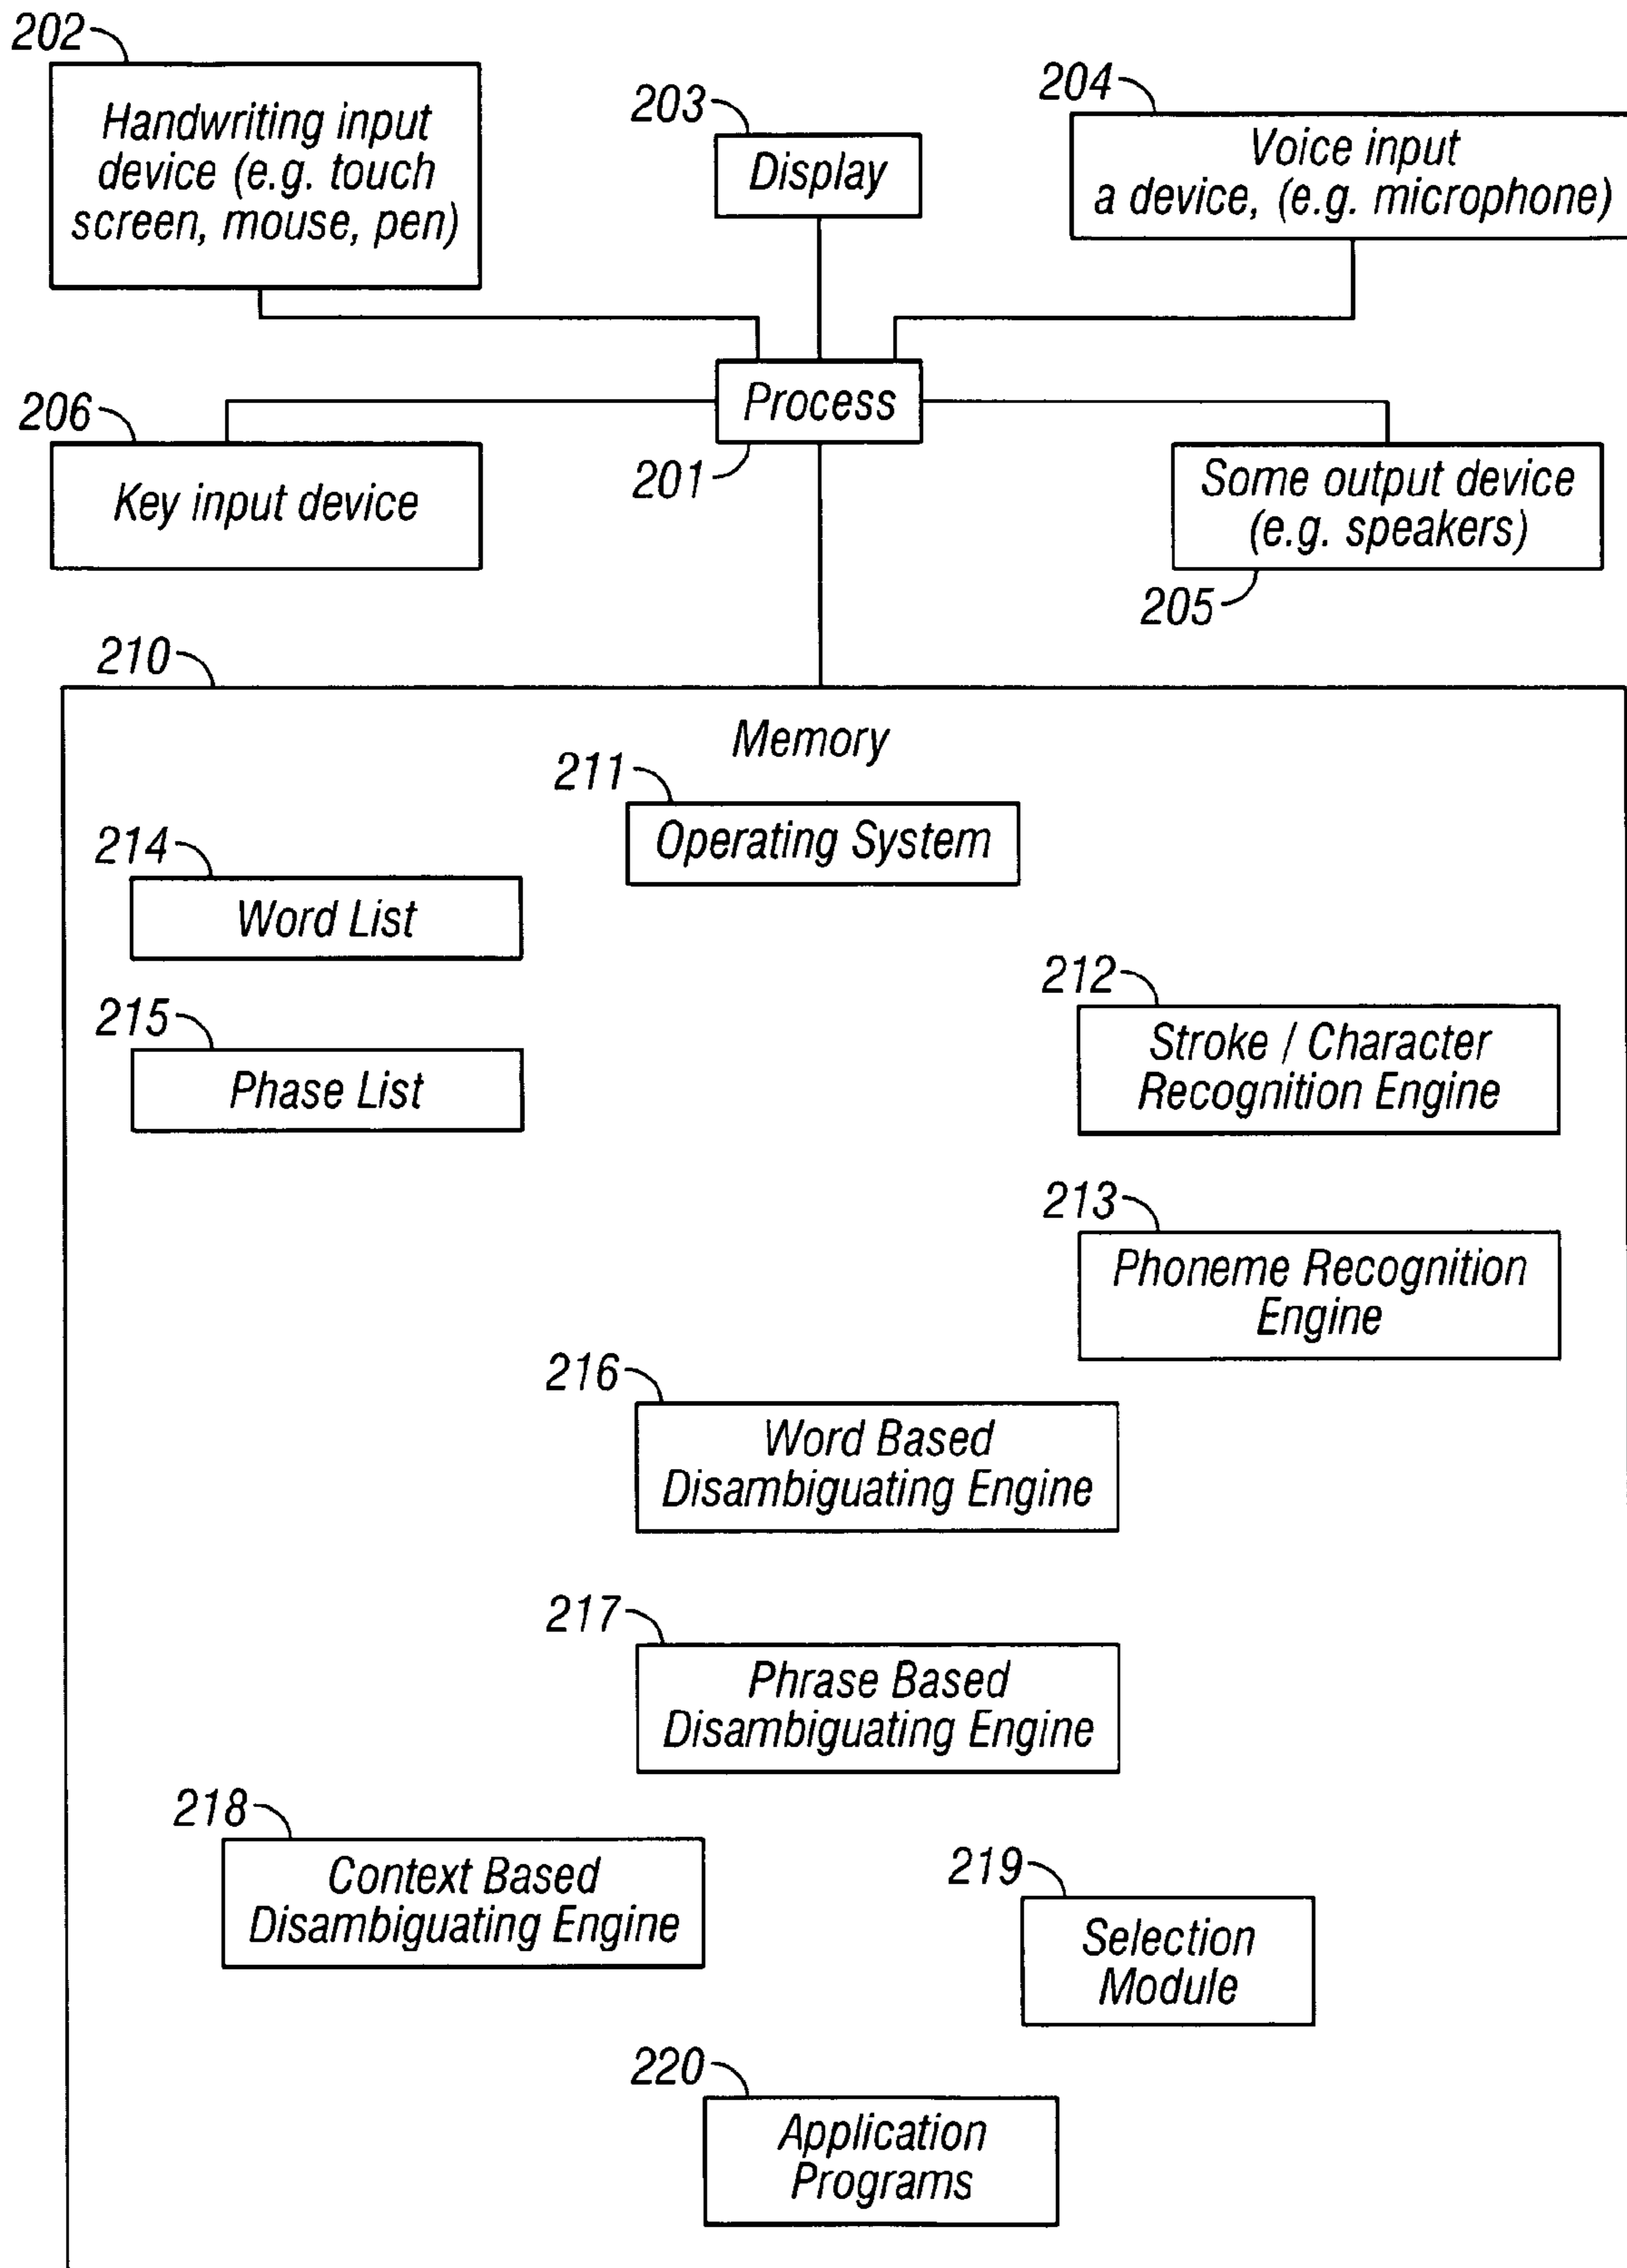 202
Handwriting input
device (e.g. touch
screen, mouse, pen)
203
Display
204
Voice input
a device, (e.g. microphone)
Process
201
206
Key input device
Some output device
(e.g. speakers)
205
210
Memory
211
Operating System
214
Word List
215
Phase List
212
Stroke / Character
Recognition Engine
213
Phoneme Recognition
Engine
216
Word Based
Disambiguating Engine
217
Phrase Based
Disambiguating Engine
218
Context Based
Disambiguating Engine
219
Selection
Module
220
Application
Programs